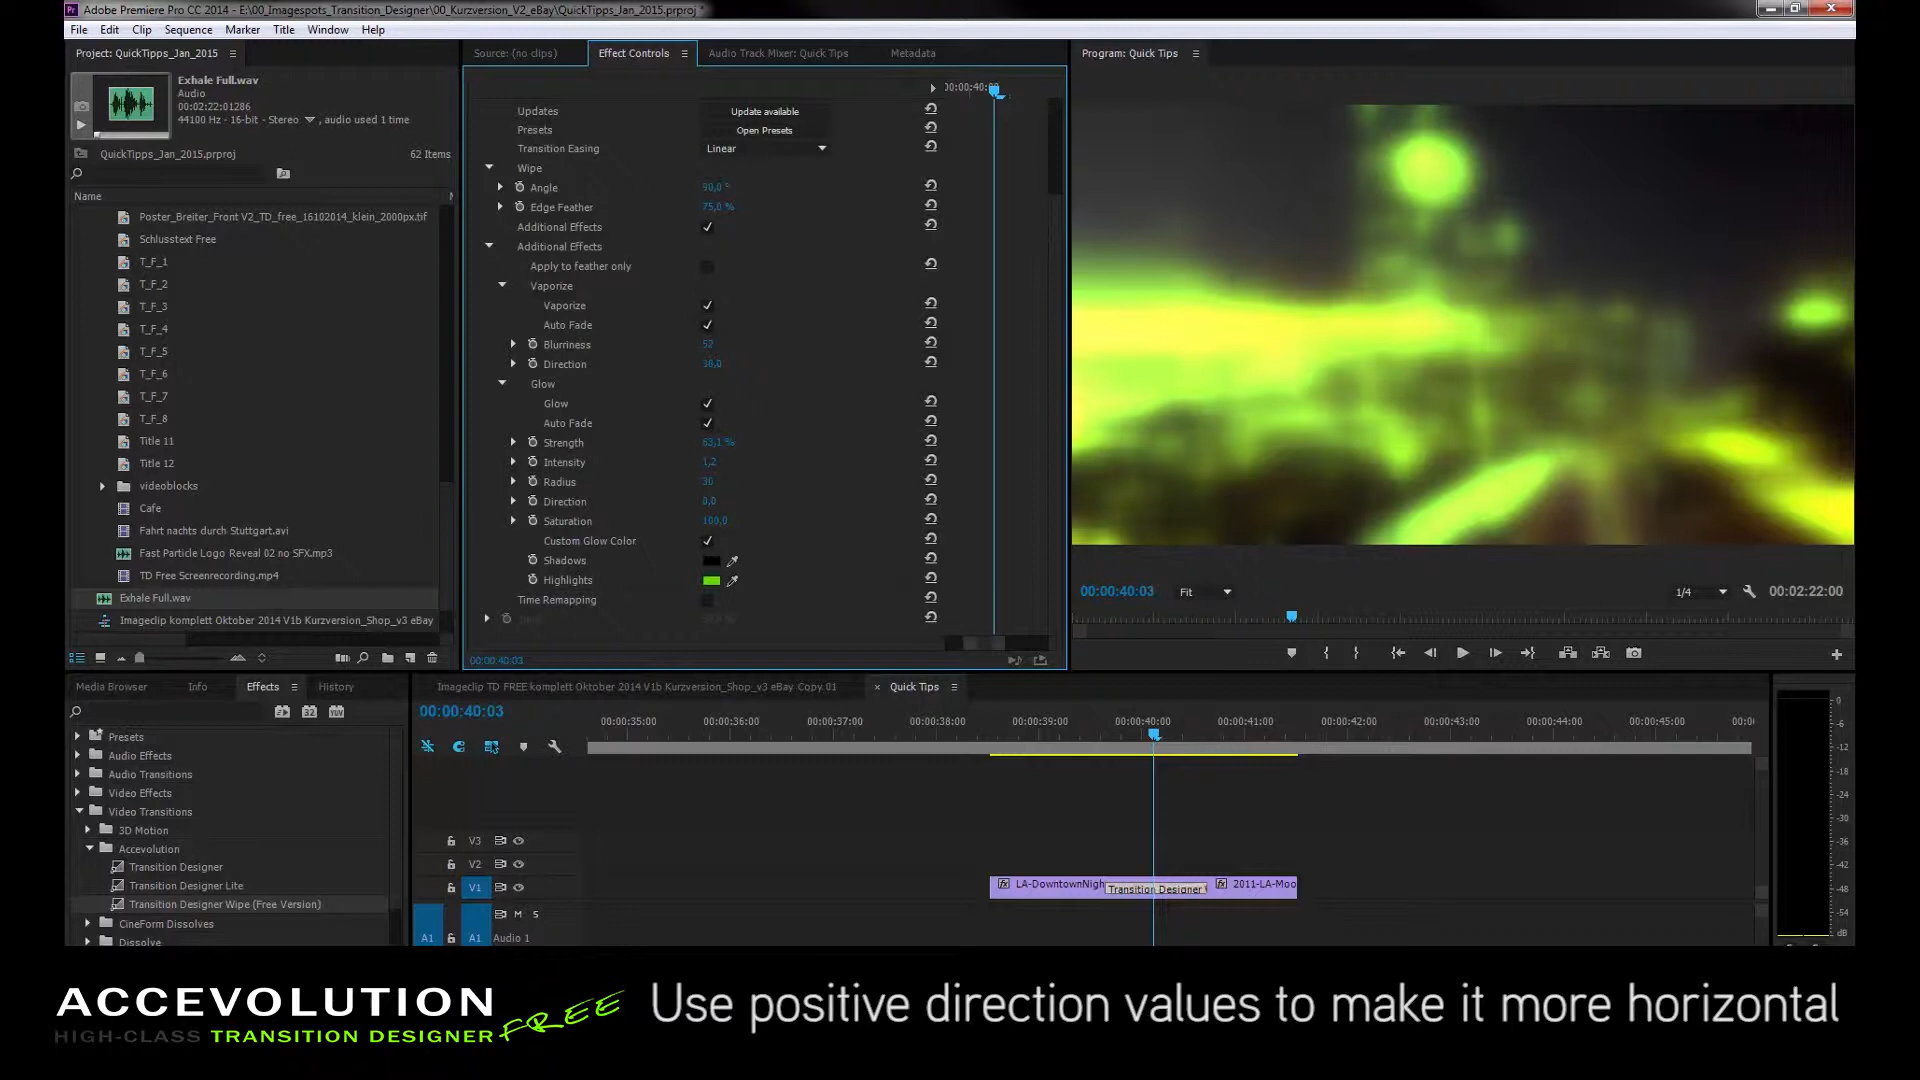 Adobe Premiere Pro CC 2014 - E:\00_Imagespots_Transition_Designer\00_Kurzversion_V2_eBay\QuickTipps_Jan_2015.prproj *
File Edit Clip Sequence Marker Title Window Help
Project: QuickTipps_Jan_2015
Exhale Full.wav
Audio
00:02:22:01286
44100 Hz - 16-bit - Stereo , audio used 1 time
QuickTipps_Jan_2015.prproj 62 Items
Name
Poster_Breiter_Front V2_TD_free_16102014_klein_2000px.tif
Schlusstext Free
T_F_1
T_F_2
T_F_3
T_F_4
T_F_5
T_F_6
T_F_7
T_F_8
Title 11
Title 12
videoblocks
Cafe
Fahrt nachts durch Stuttgart.avi
Fast Particle Logo Reveal 02 no SFX.mp3
TD Free Screenrecording.mp4
Exhale Full.wav
Imageclip komplett Oktober 2014 V1b Kurzversion_Shop_v3 eBay
Source: (no clips) Effect Controls Audio Track Mixer: Quick Tips Metadata
Updates Update available
Presets Open Presets
Transition Easing Linear
Wipe
Angle 90,0 °
Edge Feather 75,0 %
Additional Effects
Additional Effects
Apply to feather only
Vaporize
Vaporize
Auto Fade
Blurriness 52
Direction
Glow
Glow
Auto Fade
Strength 63,1 %
Intensity 1,2
Radius 30
Direction 0,0
Saturation 100,0
Custom Glow Color
Shadows
Highlights
Time Remapping
00:00:40:03
Program: Quick Tips
00:00:40:03 Fit 1/4 00:02:22:00
Media Browser Info Effects History
Presets
Audio Effects
Audio Transitions
Video Effects
Video Transitions
3D Motion
Accevolution
Transition Designer
Transition Designer Lite
Transition Designer Wipe (Free Version)
CineForm Dissolves
Dissolve
Imageclip TD FREE komplett Oktober 2014 V1b Kurzversion_Shop_v3 eBay Copy 01 × Quick Tips
00:00:40:03
00:00:35:00 00:00:36:00 00:00:37:00 00:00:38:00 00:00:39:00 00:00:40:00 00:00:41:00 00:00:42:00 00:00:43:00 00:00:44:00 00:00:45:00
V3
V2
V1 LA-DowntownNigh Transition Designer 2011-LA-Moo
M S
A1 A1 Audio 1
0
-6
-12
-18
-24
-30
-36
-42
-48
-54
dB
ACCEVOLUTION
HIGH-CLASS TRANSITION DESIGNER FREE
Use positive direction values to make it more horizontal